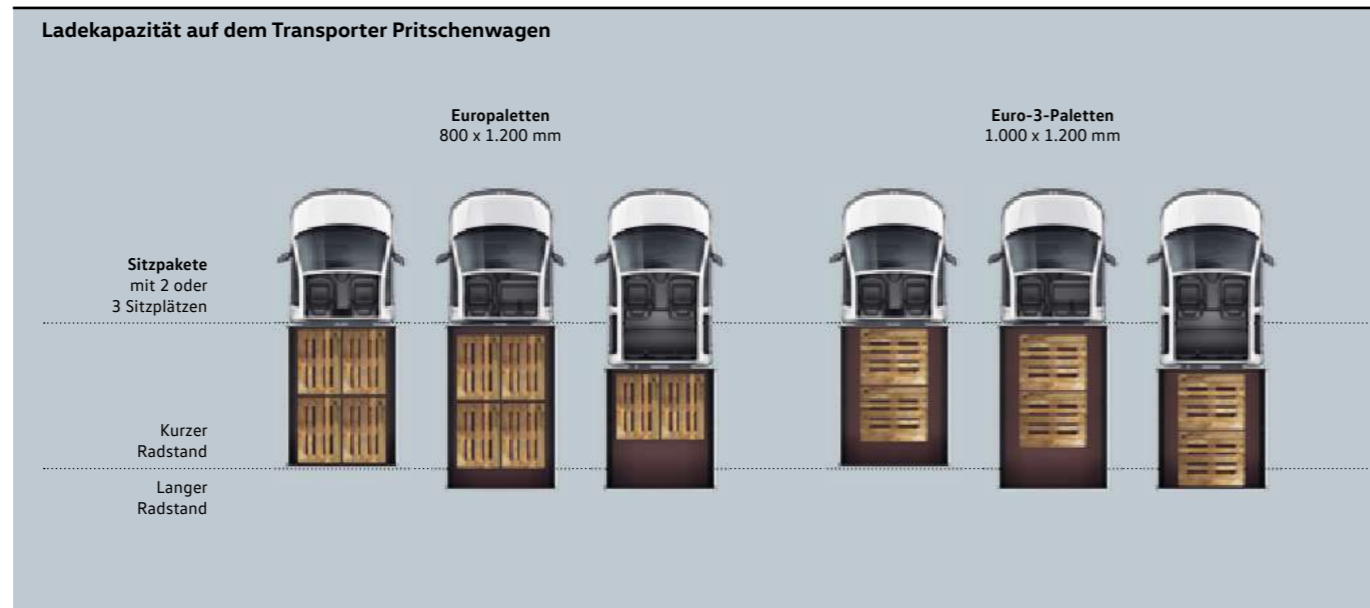 Ladekapazität auf dem Transporter Pritschenwagen
Europaletten
800 x 1.200 mm
Euro-3-Paletten
1.000 x 1.200 mm
Sitzpakete
mit 2 oder
3 Sitzplätzen
Kurzer
Radstand
Langer
Radstand